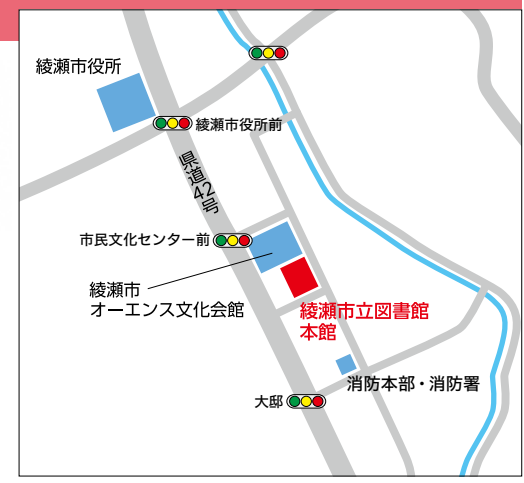 綾瀬市役所
綾瀬市役所前
県道42号
市民文化センター前
綾瀬市
オーエンス文化会館
綾瀬市立図書館
本館
消防本部・消防署
大邸